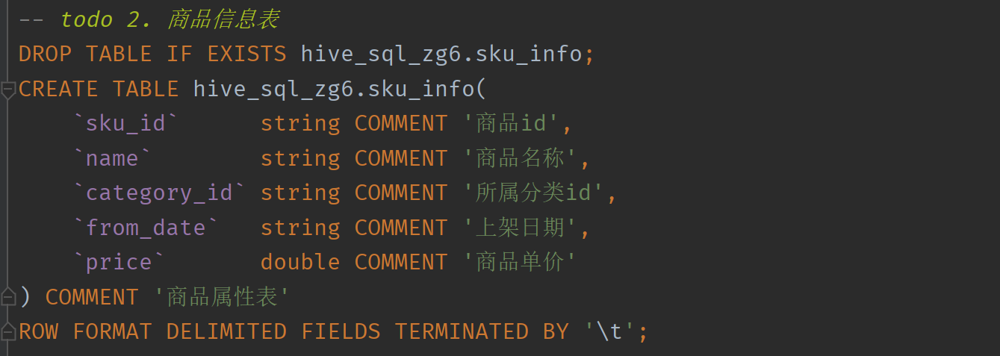 -- todo 2. 商品信息表
DROP TABLE IF EXISTS hive_sql_zg6.sku_info;
CREATE TABLE hive_sql_zg6.sku_info(
    `sku_id`      string COMMENT '商品id',
    `name`        string COMMENT '商品名称',
    `category_id` string COMMENT '所属分类id',
    `from_date`   string COMMENT '上架日期',
    `price`       double COMMENT '商品单价'
) COMMENT '商品属性表'
ROW FORMAT DELIMITED FIELDS TERMINATED BY '\t';